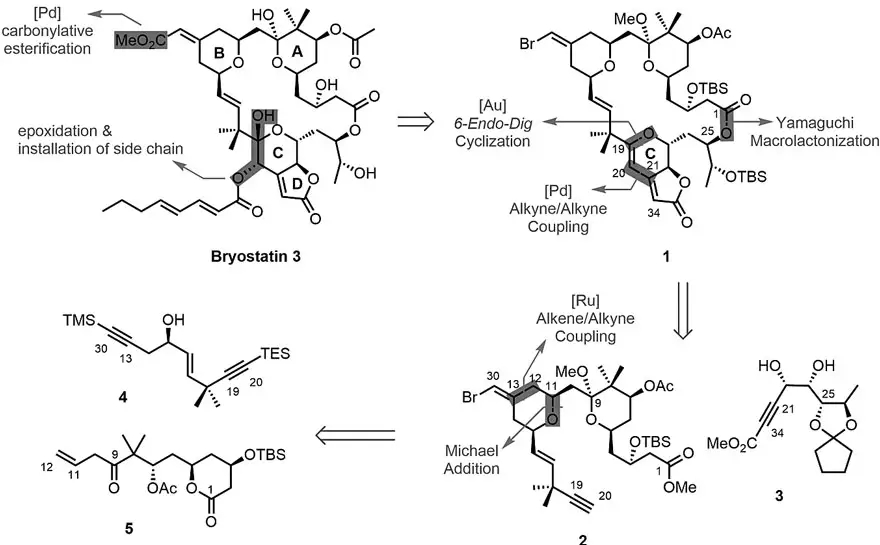 [Pd]
carbonylative
esterification
MeO₂C
HO
B
O
O
A
O
O
OH
O
O
OH
epoxidation &
installation of side chain
OH
O
C
O
O
D
O
O
OH
Bryostatin 3
[Au]
6-Endo-Dig
Cyclization
[Pd]
Alkyne/Alkyne
Coupling
MeO
OAc
Br
O
O
OTBS
O
1
O
Yamaguchi
Macrolactonization
O
19
C
25
20
21
O
OTBS
34
O
1
TMS
OH
30
13
TES
20
19
4
12
11
9
O
OAc
O
OTBS
1
O
5
[Ru]
Alkene/Alkyne
Coupling
30
13
12
11
Br
O
MeO
OAc
9
O
OTBS
1
O
OMe
Michael
Addition
19
20
2
HO
OH
25
21
34
MeO₂C
O
O
3